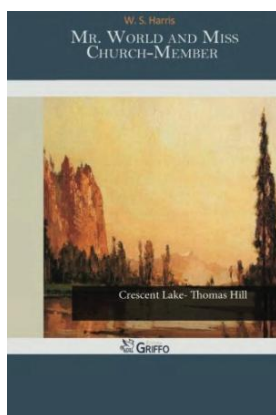 W. S. Harris
MR. WORLD AND MISS
CHURCH-MEMBER
Crescent Lake- Thomas Hill
GRIFFO